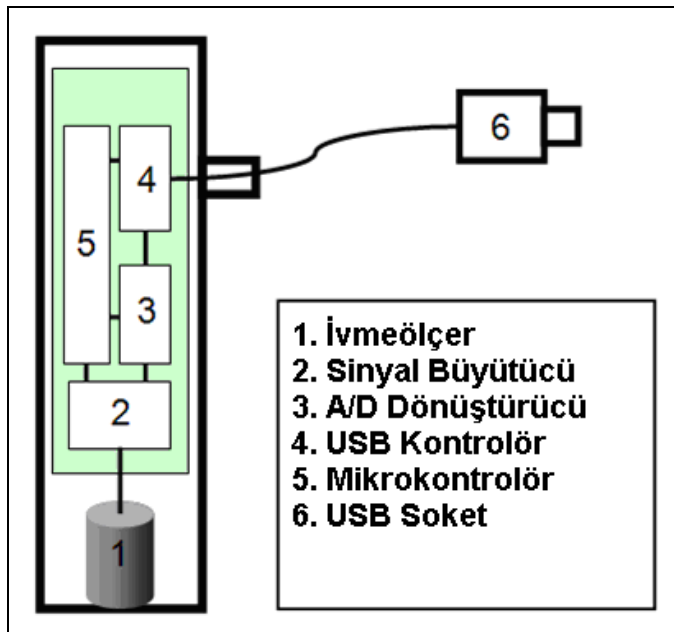 6
4
5
3
2
1
1. İvmeölçer
2. Sinyal Büyütücü
3. A/D Dönüştürücü
4. USB Kontrolör
5. Mikrokontrolör
6. USB Soket